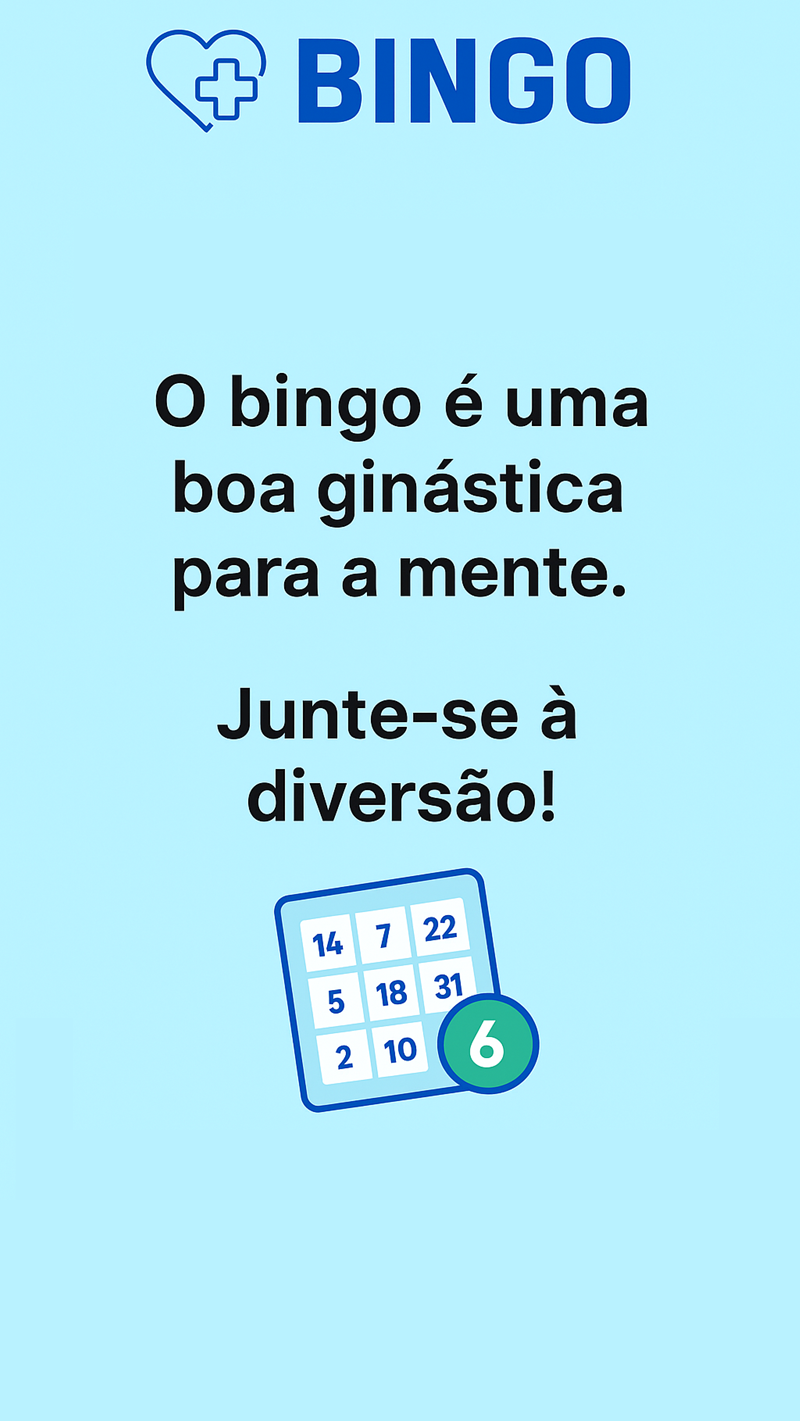 BINGO
O bingo é uma
boa ginástica
para a mente.
Junte-se à
diversão!
14 7 22
5 18 31
2 10 6